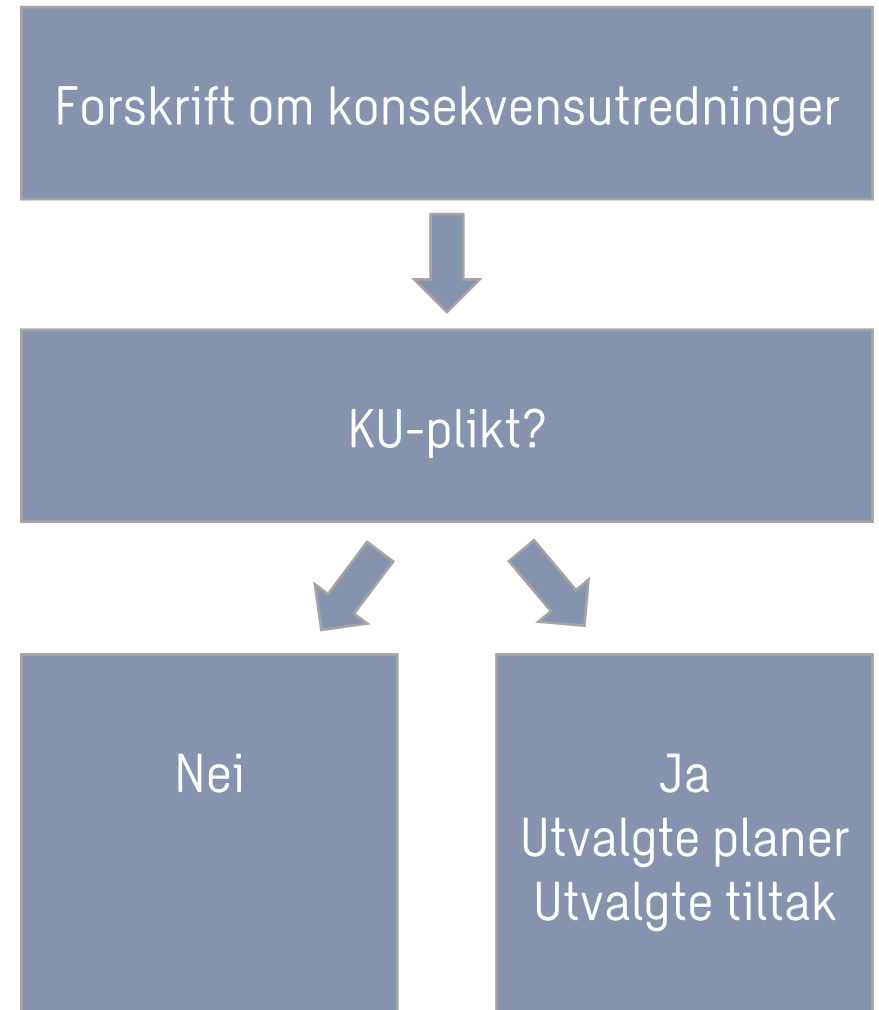 Forskrift om konsekvensutredninger
KU-plikt?
Nei
Ja
Utvalgte planer
Utvalgte tiltak